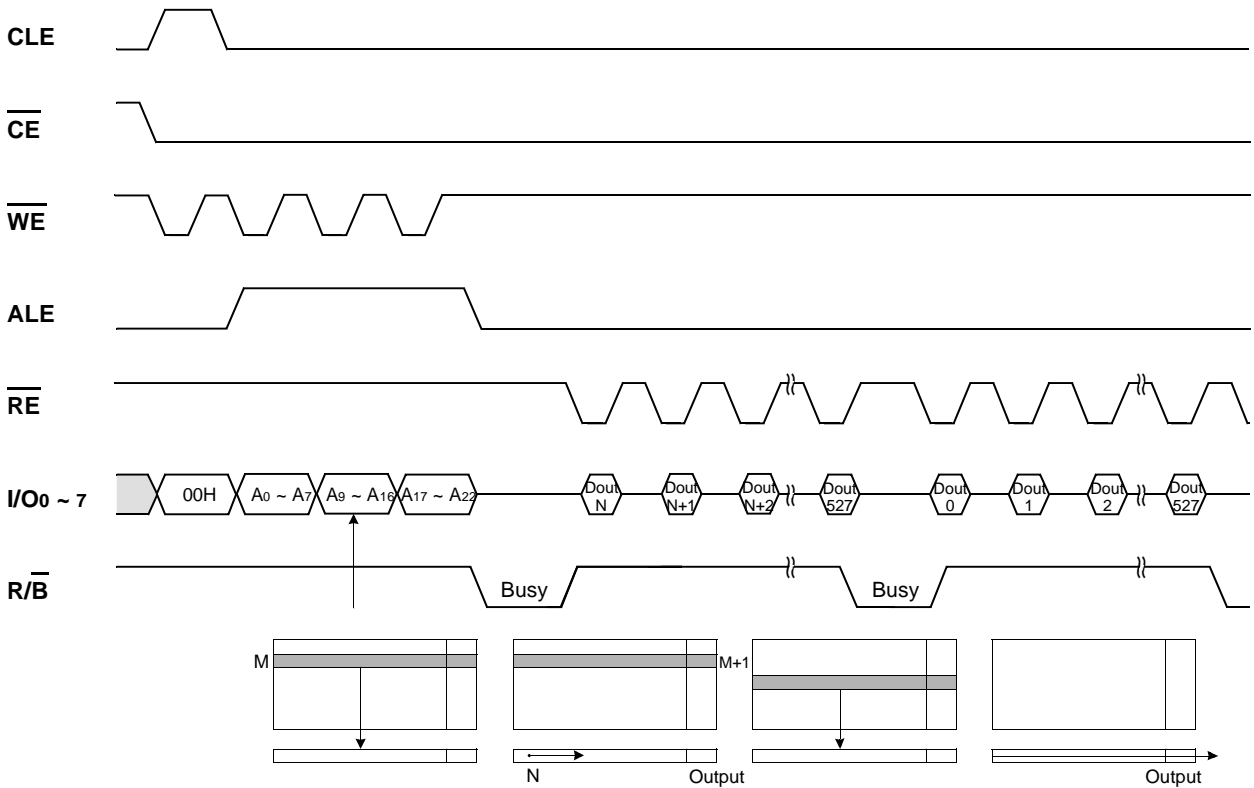 CLE
CE
WE
ALE
RE
I/O0 ~ 7
00H
A0 ~ A7
A9 ~ A16
A17 ~ A22
Dout
N
Dout
N+1
Dout
N+2
Dout
527
Dout
0
Dout
1
Dout
2
Dout
527
R/B
Busy
Busy
M
M+1
N
Output
Output